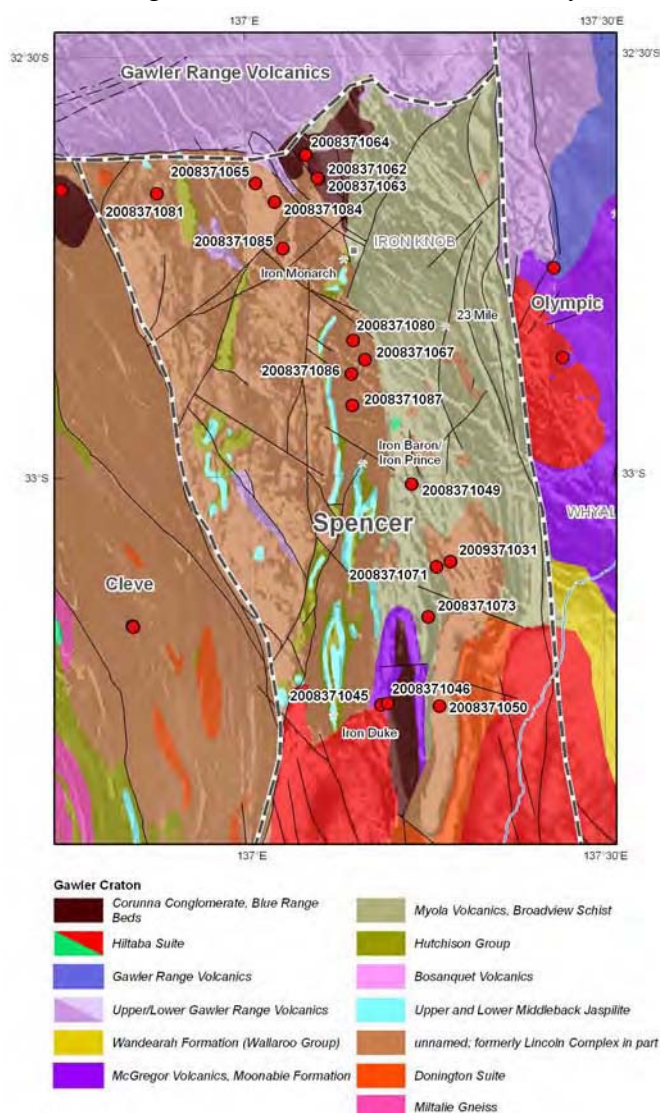 137°E
137°30'E
32°30'S
32°30'S
Gawler Range Volcanics
2008371064
2008371065
2008371062
2008371063
2008371081
2008371084
2008371085
IRON KNOB
Iron Monarch
Olympic
23 Mile
2008371080
2008371067
2008371086
2008371087
Iron Baron/
Iron Prince
33°S
33°S
2008371049
WHYAL
Spencer
2009371031
Cleve
2008371071
2008371073
2008371045
2008371046
2008371050
Iron Duke
137°E
137°30'E
Gawler Craton
Corunna Conglomerate, Blue Range
Beds
Hiltaba Suite
Gawler Range Volcanics
Upper/Lower Gawler Range Volcanics
Wandearah Formation (Wallaroo Group)
McGregor Volcanics, Moonabie Formation
Myola Volcanics, Broadview Schist
Hutchison Group
Bosanquet Volcanics
Upper and Lower Middleback Jaspilite
unnamed; formerly Lincoln Complex in part
Donington Suite
Miltalie Gneiss